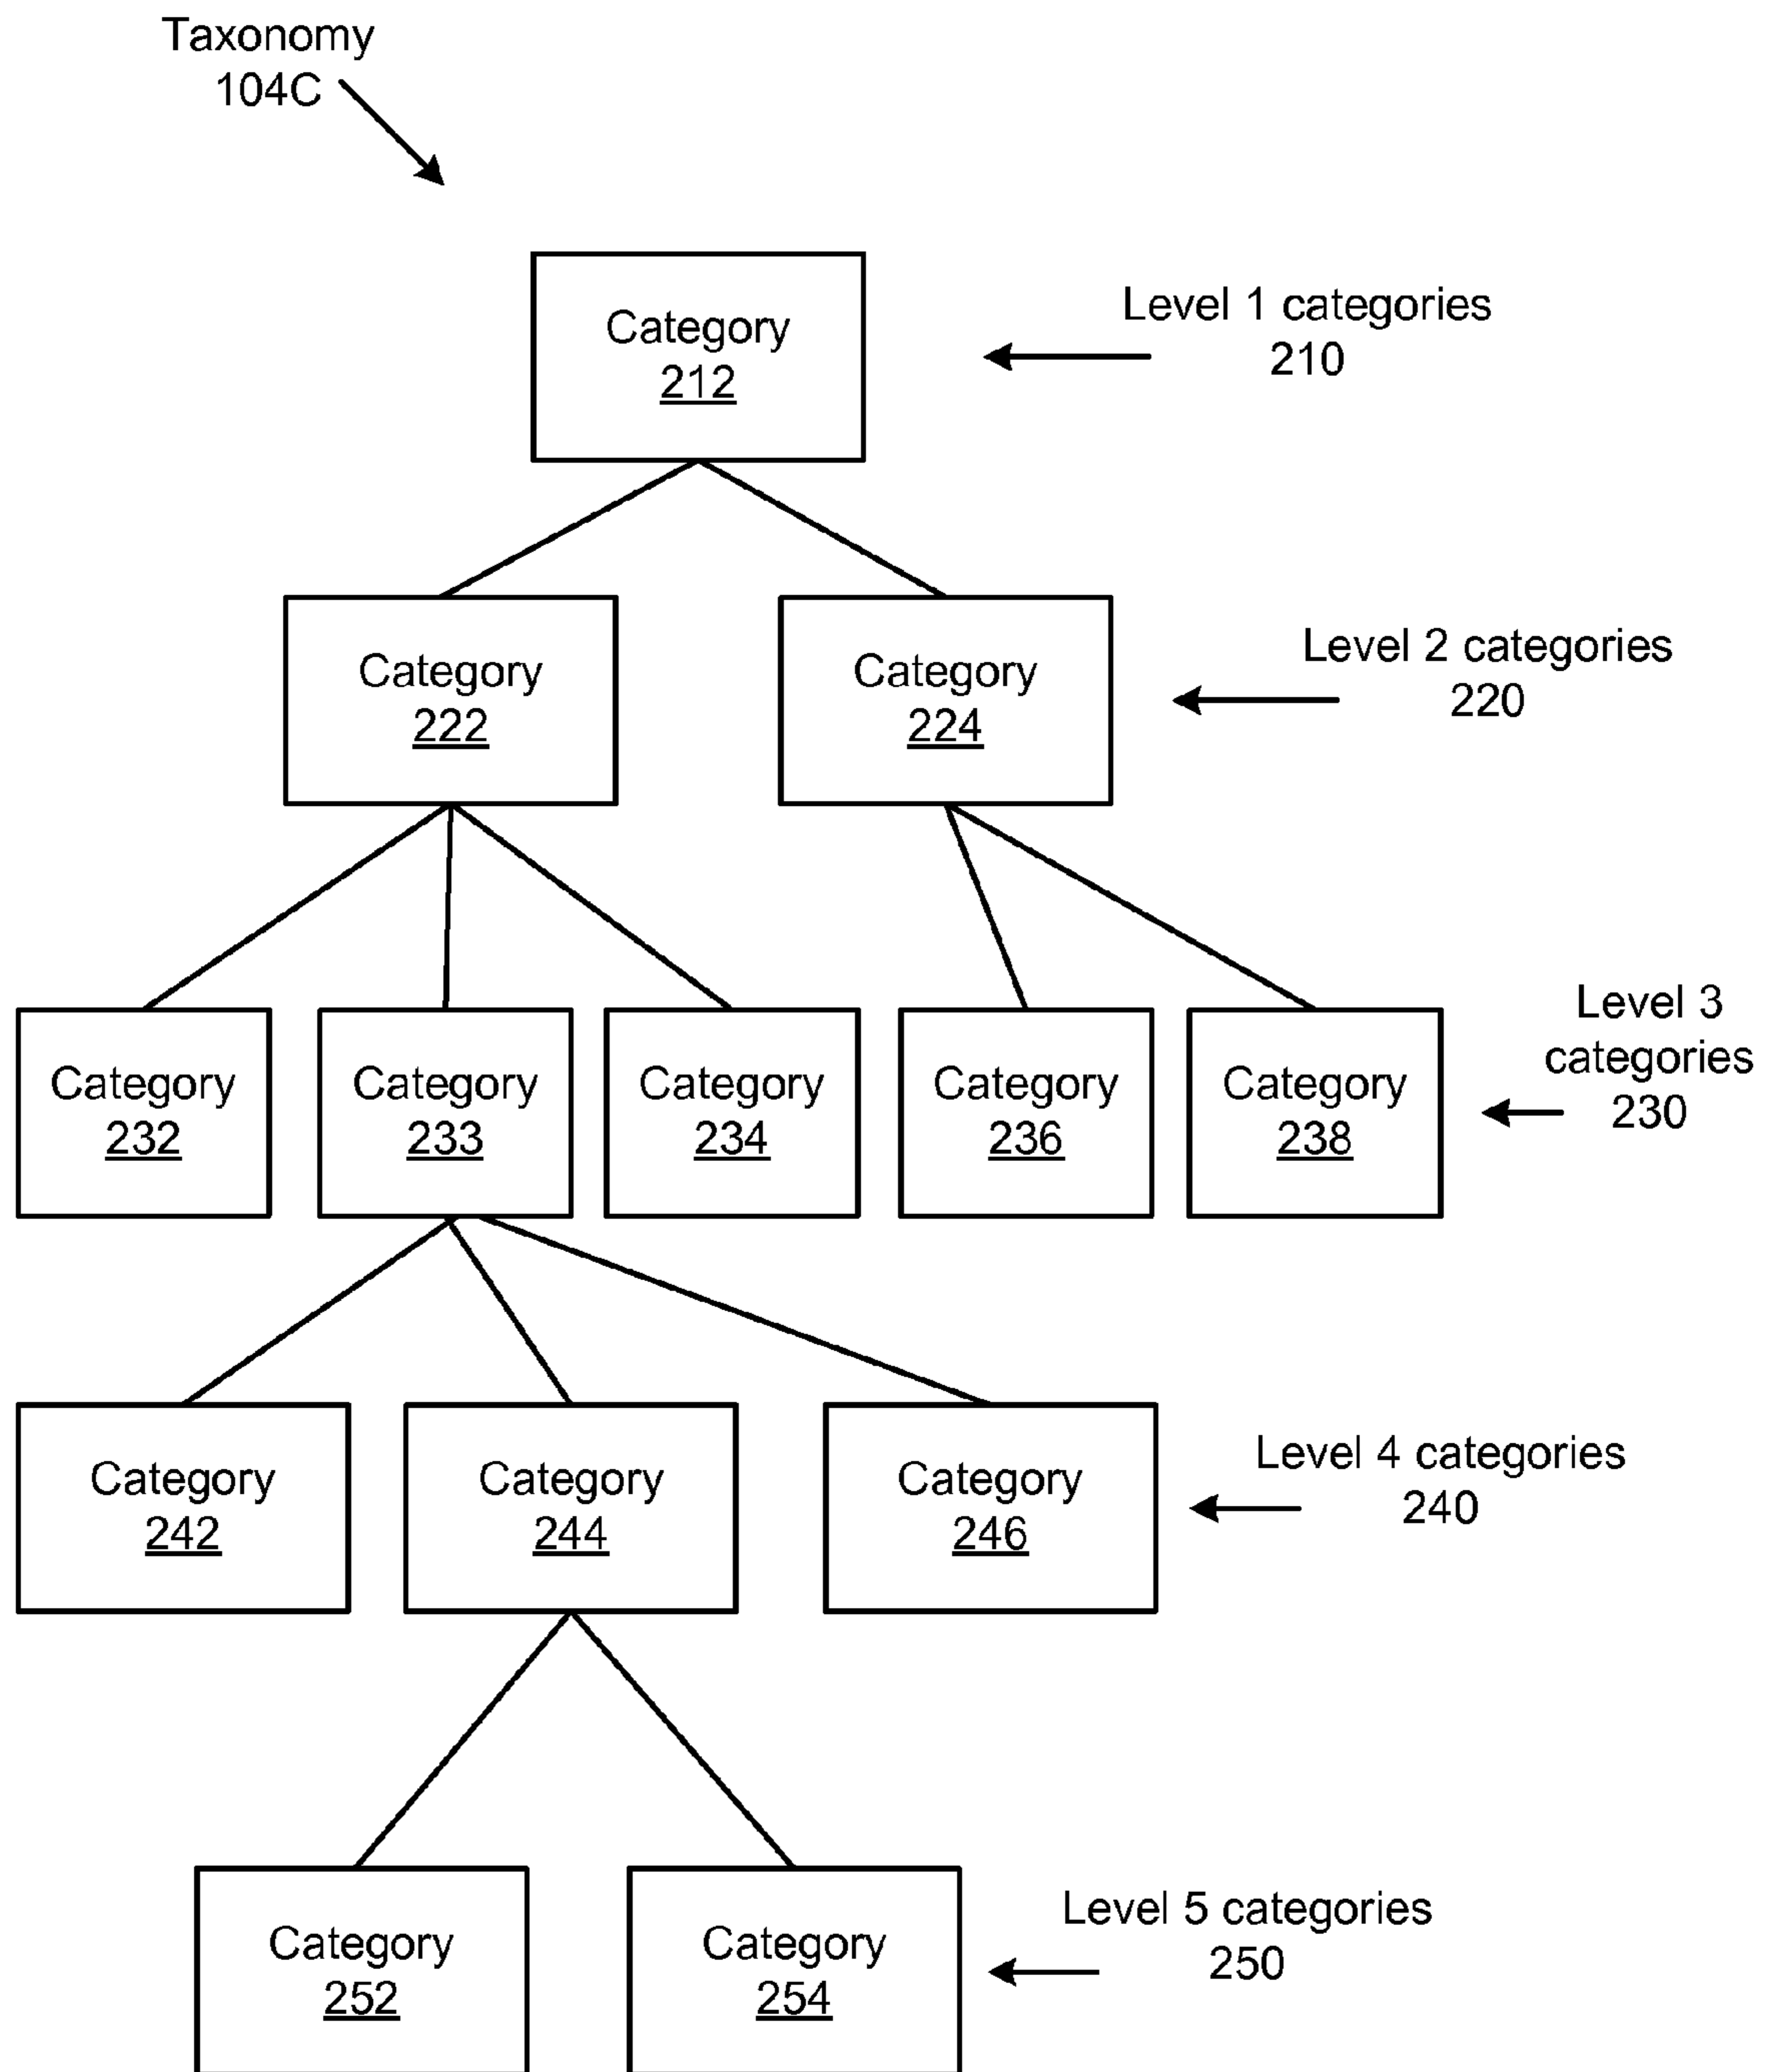 Taxonomy
104C
Category
212
Level 1 categories
210
Category
222
Category
224
Level 2 categories
220
Category
232
Category
233
Category
234
Category
236
Category
238
Level 3
categories
230
Category
242
Category
244
Category
246
Level 4 categories
240
Category
252
Category
254
Level 5 categories
250